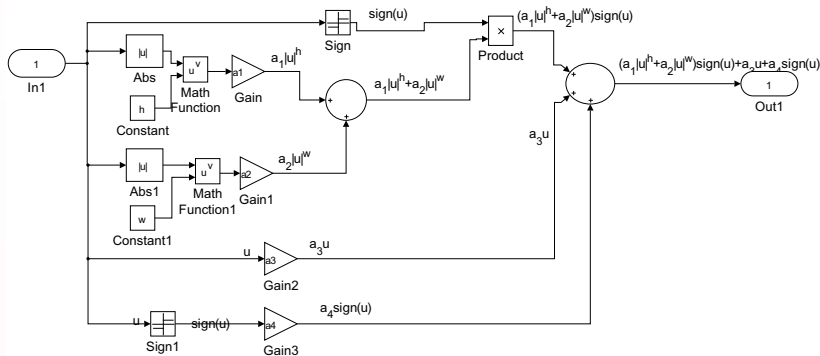 sign(u)
(a₁|u|ʰ+a₂|u|ʷ)sign(u)
Sign
×
Product
|u|
Abs
uᵛ
Math
Function
a1
Gain
a₁|u|ʰ
a₁|u|ʰ+a₂|u|ʷ
+
+
+
+
+
(a₁|u|ʰ+a₂|u|ʷ)sign(u)+a₃u+a₄sign(u)
1
In1
1
Out1
h
Constant
a₃u
|u|
Abs1
uᵛ
Math
Function1
a2
Gain1
a₂|u|ʷ
w
Constant1
u
a3
Gain2
a₃u
u
Sign1
sign(u)
a4
Gain3
a₄sign(u)